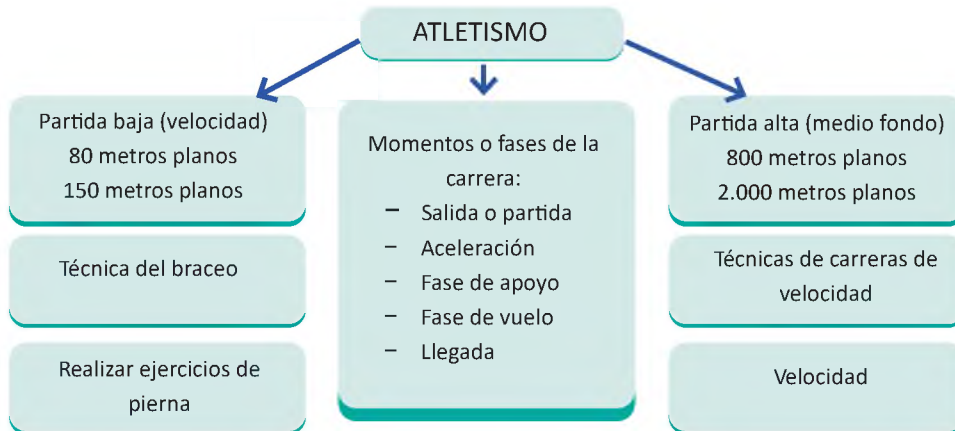 ATLETISMO
Partida baja (velocidad)
80 metros planos
150 metros planos
Técnica del braceo
Realizar ejercicios de
pierna
Momentos o fases de la
carrera:
– Salida o partida
– Aceleración
– Fase de apoyo
– Fase de vuelo
– Llegada
Partida alta (medio fondo)
800 metros planos
2.000 metros planos
Técnicas de carreras de
velocidad
Velocidad